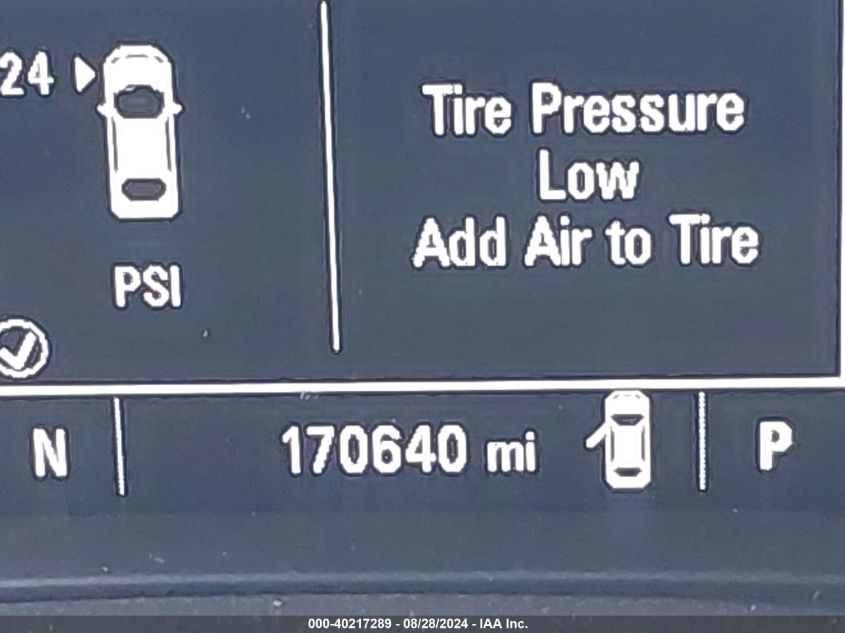 24
Tire Pressure
Low
Add Air to Tire
PSI
N
170640 mi
P
000-40217289 - 08/28/2024 - IAA Inc.